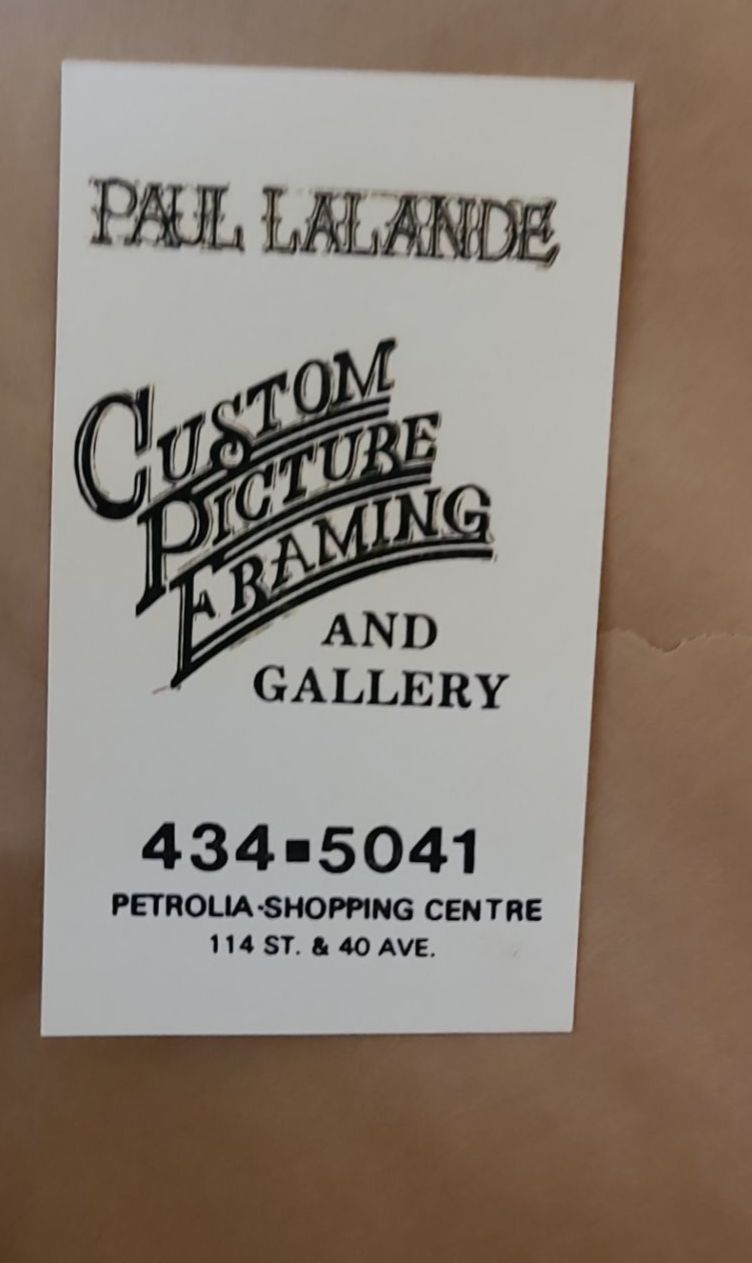 PAUL LALANDE
CUSTOM
PICTURE
FRAMING
AND
GALLERY
434-5041
PETROLIA-SHOPPING CENTRE
114 ST. & 40 AVE.